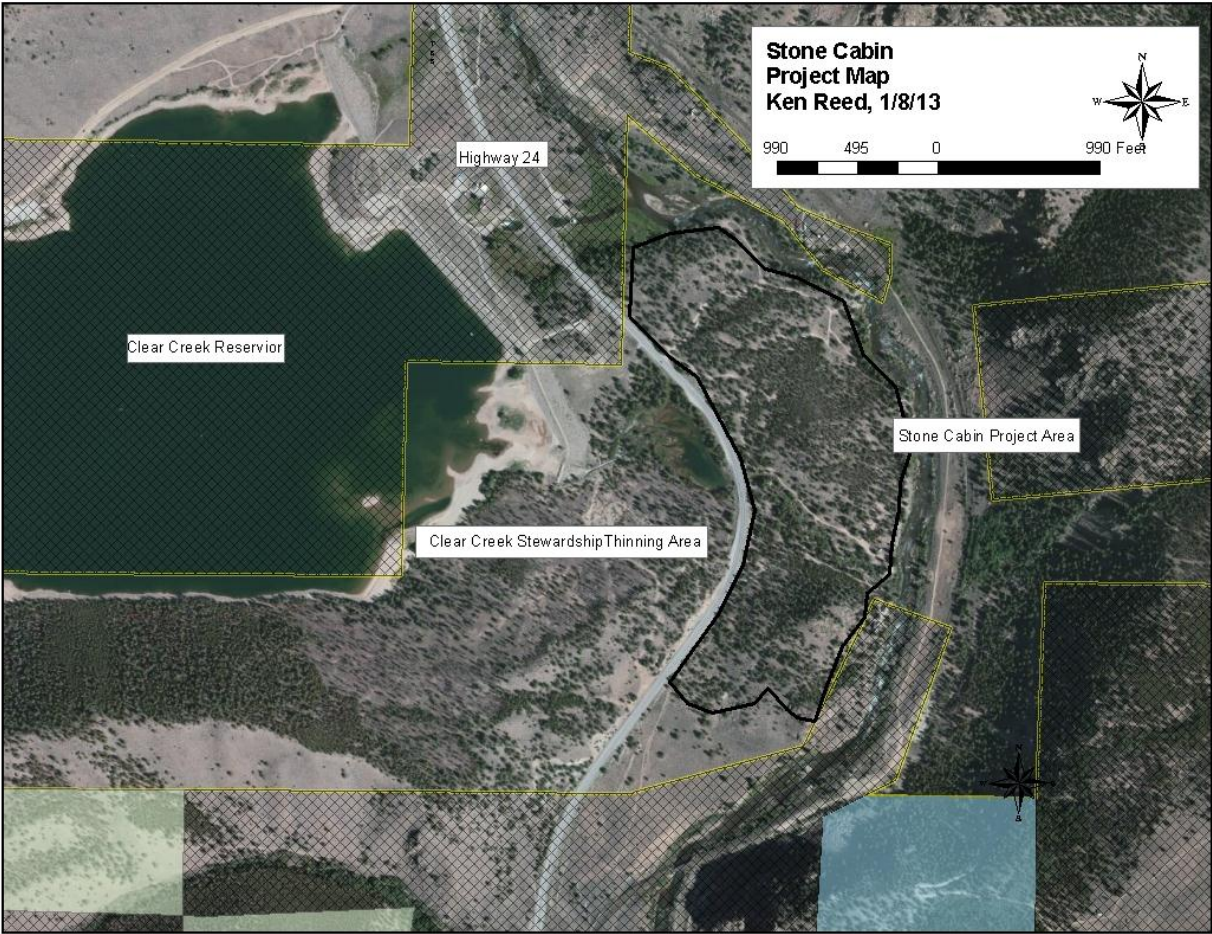 Stone Cabin
Project Map
Ken Reed, 1/8/13
N
W
E
S
990 495 0 990 Feet
Highway 24
Clear Creek Reservior
Stone Cabin Project Area
Clear Creek StewardshipThinning Area
N
S